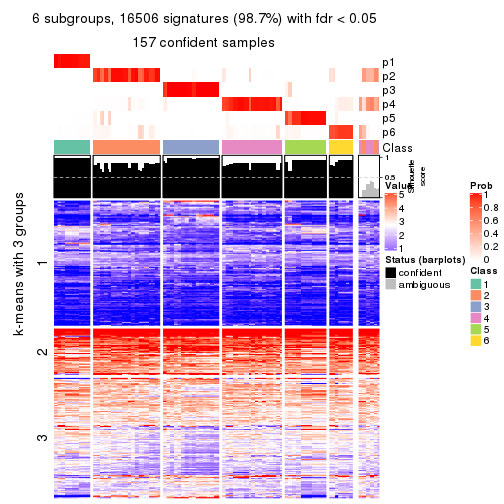 6 subgroups, 16506 signatures (98.7%) with fdr < 0.05
157 confident samples
p1
p2
p3
p4
p5
p6
Class
1
0.5
0
Silhouette
score
k-means with 3 groups
1
2
3
Value
5
4
3
2
1
Status (barplots)
confident
ambiguous
Prob
1
0.8
0.6
0.4
0.2
0
Class
1
2
3
4
5
6